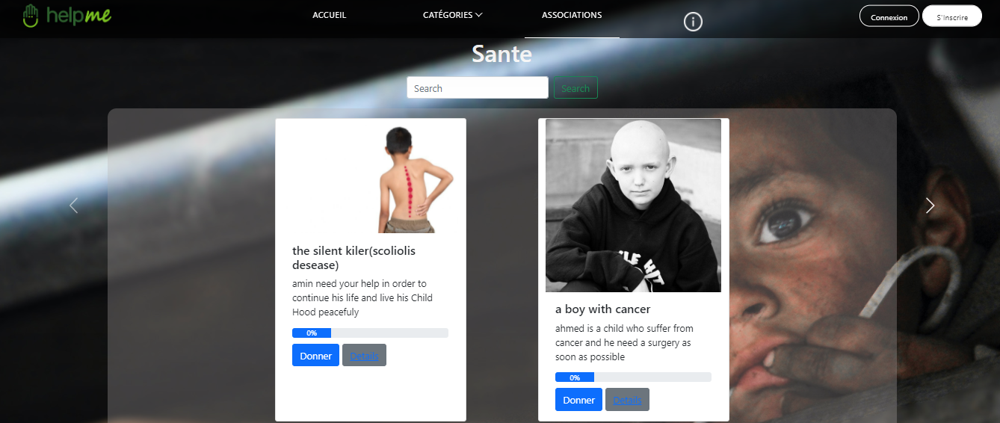 helpme
ACCUEIL
CATÉGORIES
ASSOCIATIONS
Connexion
S'Inscrire
Sante
Search
Search
the silent kiler(scoliolis
desease)
amin need your help in order to
continue his life and live his Child
Hood peacefuly
0%
Donner
Details
a boy with cancer
ahmed is a child who suffer from
cancer and he need a surgery as
soon as possible
0%
Donner
Details